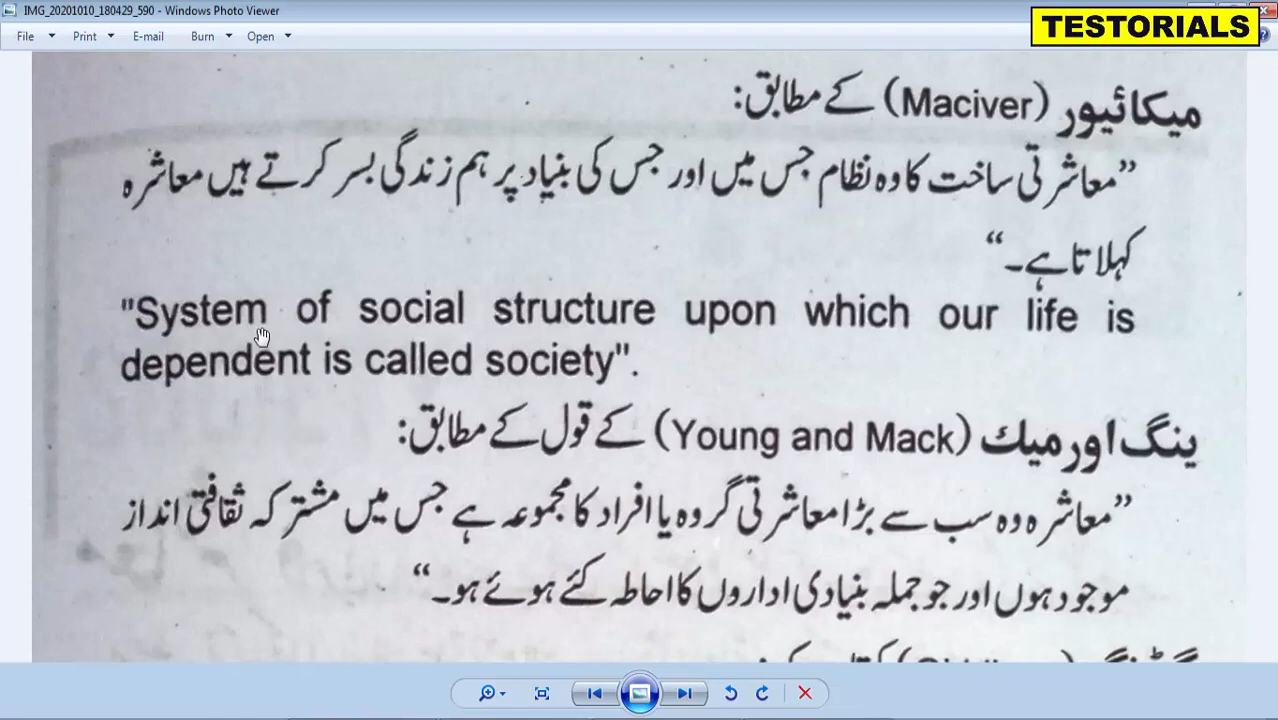 IMG_20201010_180429_590 - Windows Photo Viewer
TESTORIALS
File Print E-mail Burn Open
میکائیور (Maciver) کے مطابق:
”معاشرتی ساخت کا وہ نظام جس میں اور جس کی بنیاد پر ہم زندگی بسر کرتے ہیں معاشرہ
کہلاتا ہے۔“
"System of social structure upon which our life is
dependent is called society".
ینگ اور میک (Young and Mack) کے قول کے مطابق:
”معاشرہ وہ سب سے بڑا معاشرتی گروہ یا افراد کا مجموعہ ہے جس میں مشترکہ ثقافتی انداز
موجود ہوں اور جو جملہ بنیادی اداروں کا احاطہ کئے ہوئے ہو۔“